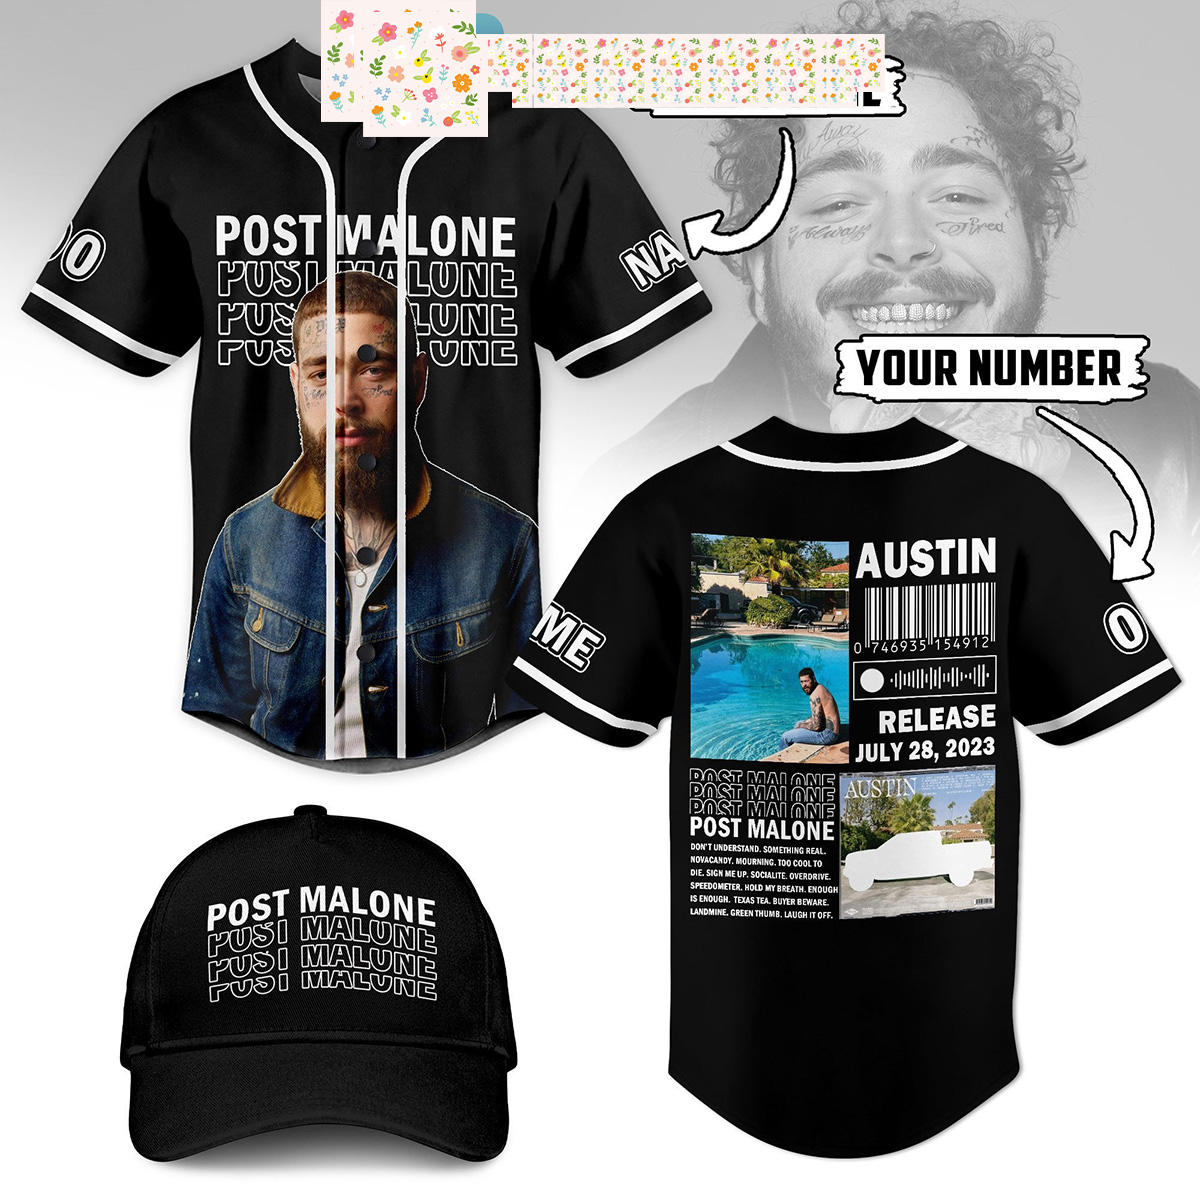 POST MALONE
POST MALONE
POST MALONE
POST MALONE
00
NA
Away
Always
Tired
YOUR NUMBER
ME
0
AUSTIN
0 746935 154912
RELEASE
JULY 28, 2023
POST MALONE
POST MALONE
POST MALONE
POST MALONE
DON'T UNDERSTAND. SOMETHING REAL.
NOVACANDY. MOURNING. TOO COOL TO
DIE. SIGN ME UP. SOCIALITE. OVERDRIVE.
SPEEDOMETER. HOLD MY BREATH. ENOUGH
IS ENOUGH. TEXAS TEA. BUYER BEWARE.
LANDMINE. GREEN THUMB. LAUGH IT OFF.
AUSTIN
POST MALONE
POST MALONE
POST MALONE
POST MALONE